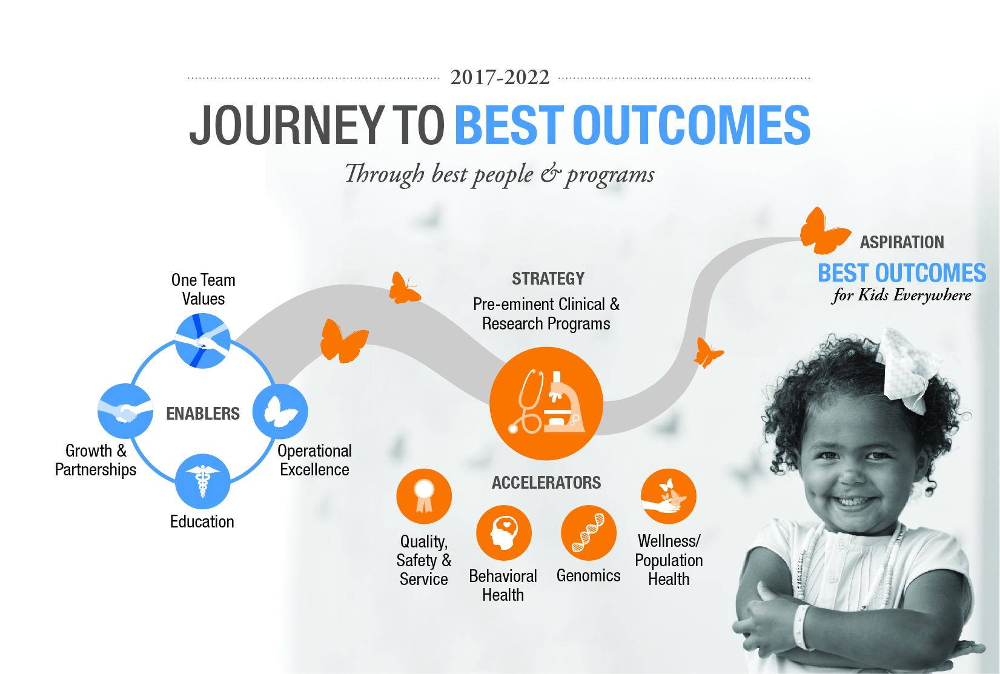 2017-2022
JOURNEY TO BEST OUTCOMES
Through best people & programs
One Team
Values
ENABLERS
Growth &
Partnerships
Operational
Excellence
Education
STRATEGY
Pre-eminent Clinical &
Research Programs
ACCELERATORS
Quality,
Safety &
Service
Behavioral
Health
Genomics
Wellness/
Population
Health
ASPIRATION
BEST OUTCOMES
for Kids Everywhere